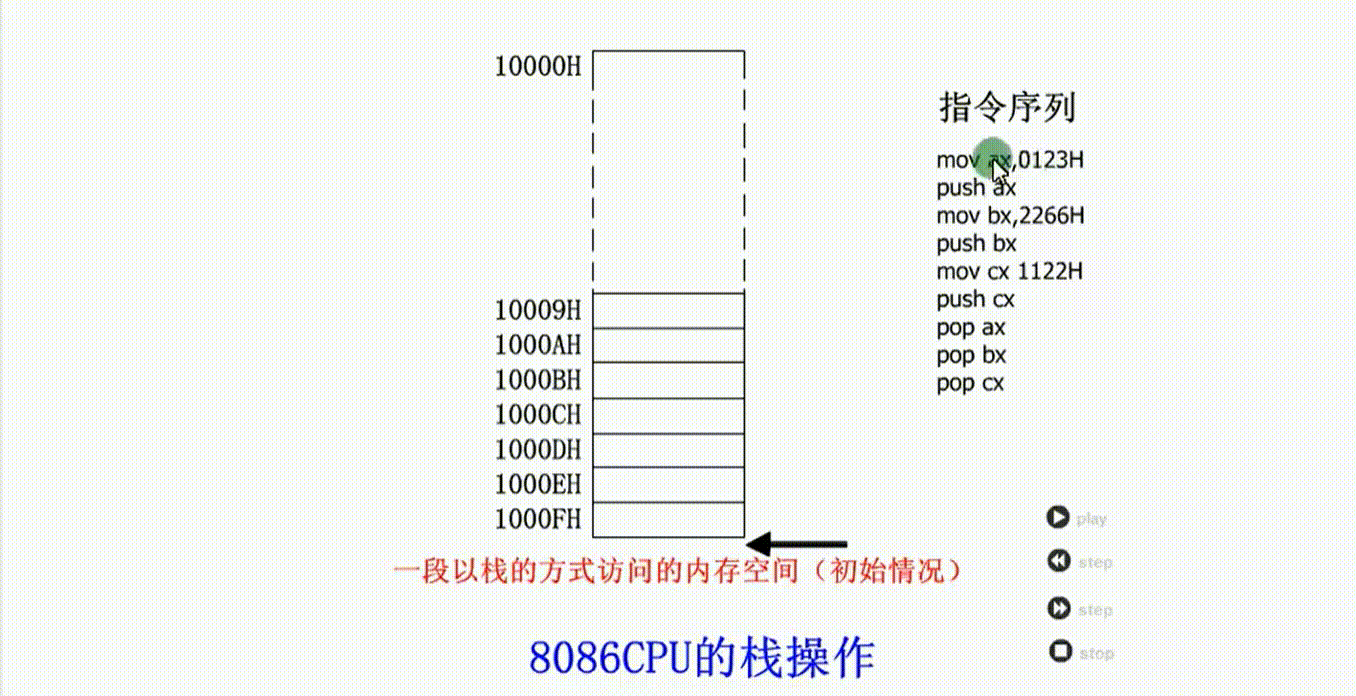 10000H
10009H
1000AH
1000BH
1000CH
1000DH
1000EH
1000FH
一段以栈的方式访问的内存空间（初始情况）
8086CPU的栈操作
指令序列
mov ax,0123H
push ax
mov bx,2266H
push bx
mov cx 1122H
push cx
pop ax
pop bx
pop cx
play
step
step
stop